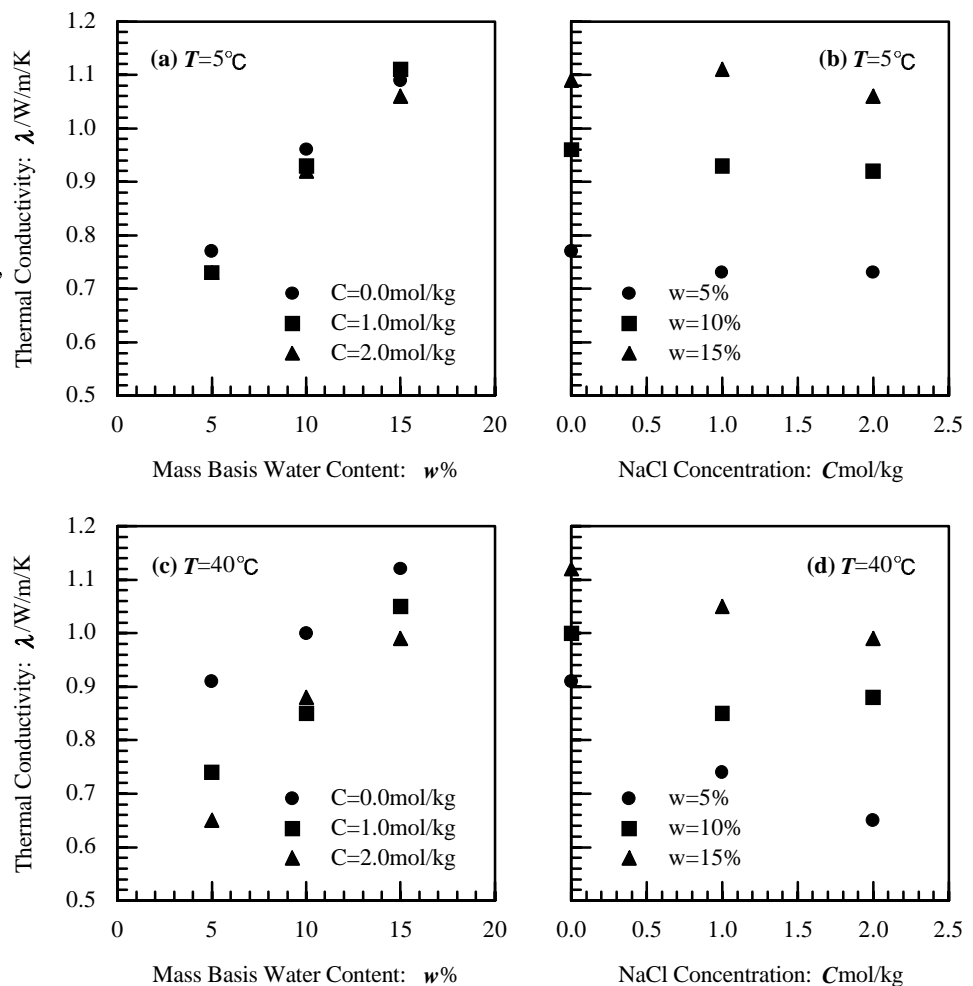 (a) T=5℃
Thermal Conductivity: λ/W/m/K
1.2
1.1
1.0
0.9
0.8
0.7
0.6
0.5
C=0.0mol/kg
C=1.0mol/kg
C=2.0mol/kg
0 5 10 15 20
Mass Basis Water Content: w%
(b) T=5℃
w=5%
w=10%
w=15%
0.0 0.5 1.0 1.5 2.0 2.5
NaCl Concentration: Cmol/kg
(c) T=40℃
Thermal Conductivity: λ/W/m/K
1.2
1.1
1.0
0.9
0.8
0.7
0.6
0.5
C=0.0mol/kg
C=1.0mol/kg
C=2.0mol/kg
0 5 10 15 20
Mass Basis Water Content: w%
(d) T=40℃
w=5%
w=10%
w=15%
0.0 0.5 1.0 1.5 2.0 2.5
NaCl Concentration: Cmol/kg